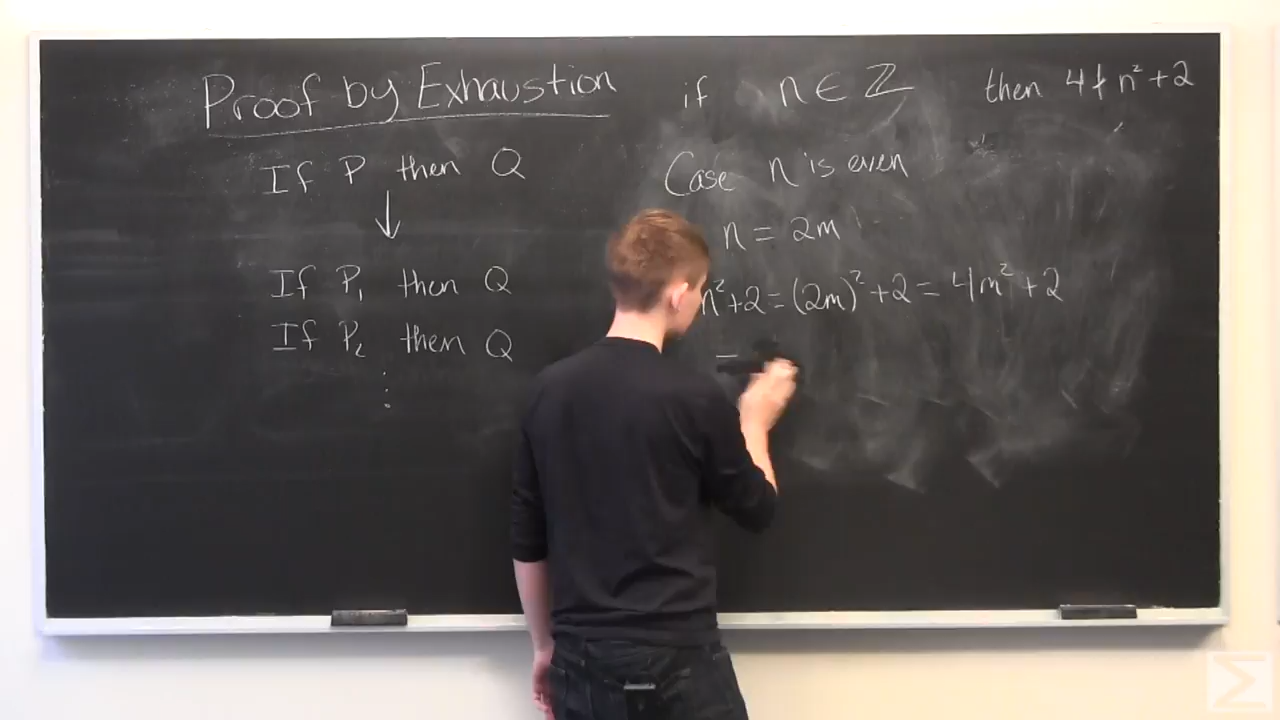 Proof by Exhaustion
If P then Q
↓
If P₁ then Q
If P₂ then Q
⋮
if n ∈ ℤ then 4 ∤ n² + 2
Case n is even
n = 2m
n² + 2 = (2m)² + 2 = 4m² + 2
=
Σ